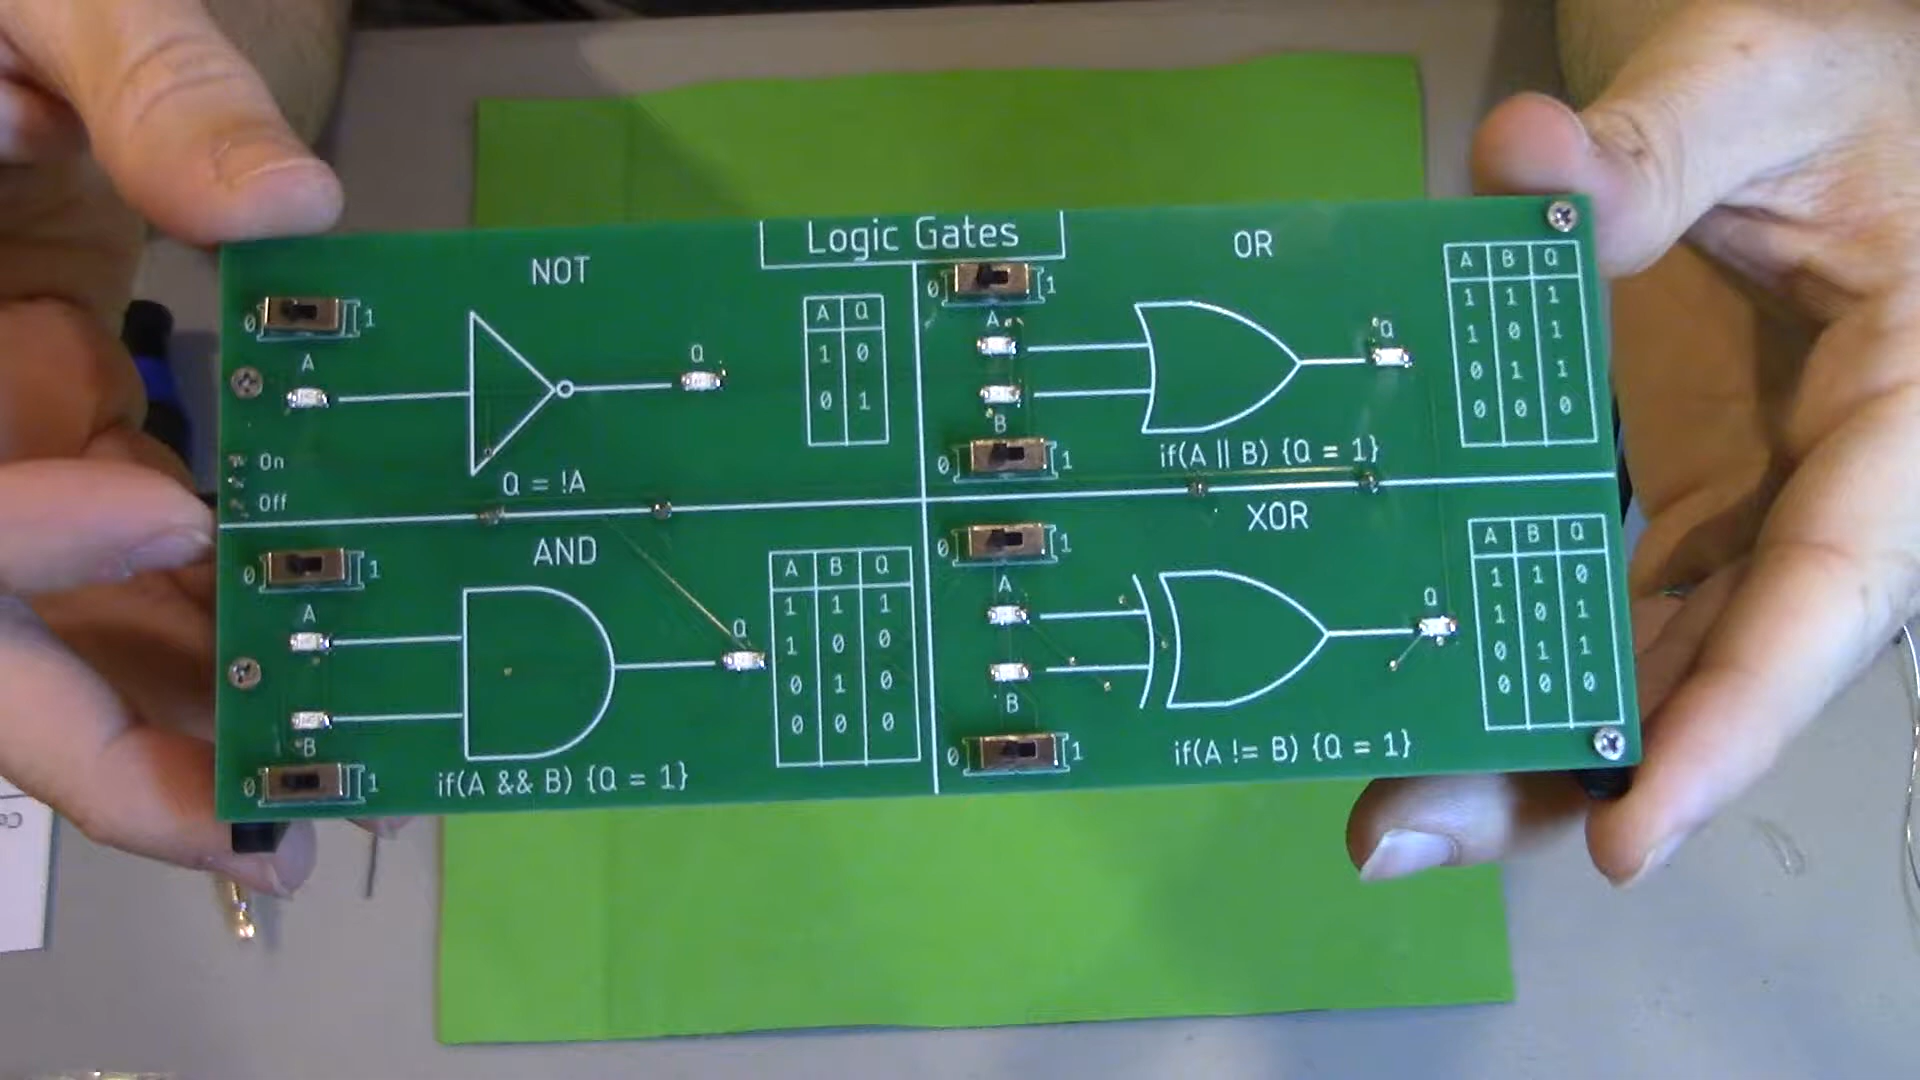 Logic Gates
NOT
0 1
A
Q
A Q
1 0
0 1
On
Off
Q = !A
OR
0 1
A
B
0 1
Q
if(A || B) {Q = 1}
A B Q
1 1 1
1 0 1
0 1 1
0 0 0
AND
0 1
A
B
0 1
Q
if(A && B) {Q = 1}
A B Q
1 1 1
1 0 0
0 1 0
0 0 0
XOR
0 1
A
B
0 1
Q
if(A != B) {Q = 1}
A B Q
1 1 0
1 0 1
0 1 1
0 0 0